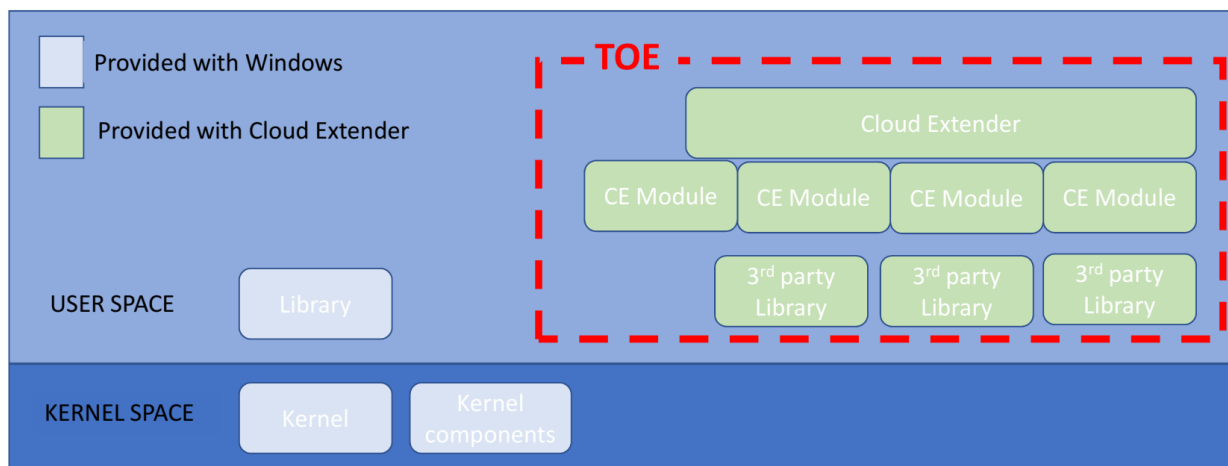 Provided with Windows
Provided with Cloud Extender
TOE
Cloud Extender
CE Module
CE Module
CE Module
CE Module
3rd party
Library
3rd party
Library
3rd party
Library
USER SPACE
Library
KERNEL SPACE
Kernel
Kernel
components